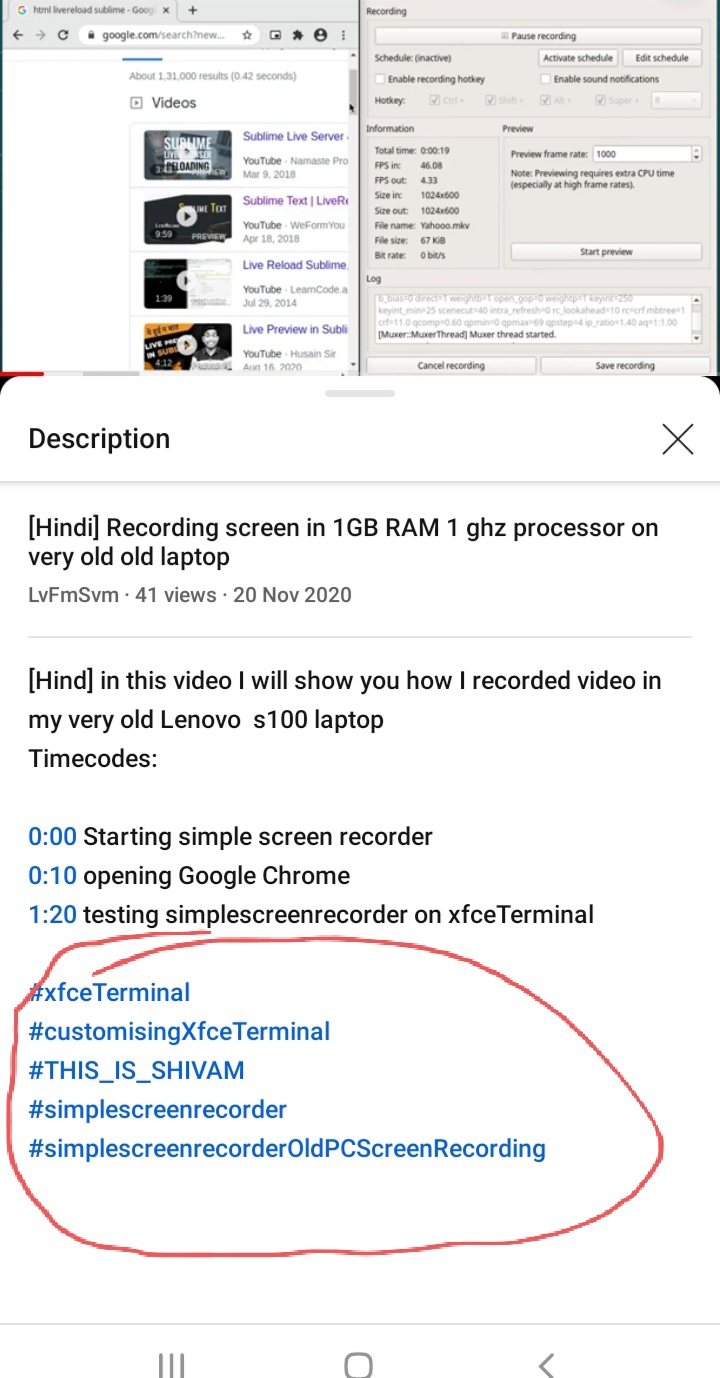 html livereload sublime - Goog
google.com/search?new...
About 1,31,000 results (0.42 seconds)
Videos
SUBLIME
RELOADING
PREVIEW
Sublime Live Server
YouTube · Namaste Pro
Mar 9, 2018
SUBLIME TEXT
9:59
PREVIEW
Sublime Text | LiveRe
YouTube · WeFormYou
Apr 18, 2018
1:39
Live Reload Sublime,
YouTube · LearnCode.a
Jul 29, 2014
LIVE PRE
IN SUBL
4:12
Live Preview in Subli
YouTube · Husain Sir
Aug 16, 2020
Recording
Pause recording
Schedule: (inactive)
Activate schedule
Edit schedule
Enable recording hotkey
Enable sound notifications
Hotkey:
Ctrl +
Shift +
Alt +
Super +
R
Information
Total time: 0:00:19
FPS in: 46.08
FPS out: 4.33
Size in: 1024x600
Size out: 1024x600
File name: Yahooo.mkv
File size: 67 KiB
Bit rate: 0 bit/s
Preview
Preview frame rate: 1000
Note: Previewing requires extra CPU time
(especially at high frame rates).
Start preview
Log
b_bias=0 direct=1 weightb=1 open_gop=0 weightp=1 keyint=250
keyint_min=25 scenecut=40 intra_refresh=0 rc_lookahead=10 rc=crf mbtree=1
crf=11.0 qcomp=0.60 qpmin=0 qpmax=69 qpstep=4 ip_ratio=1.40 aq=1:1.00
[Muxer::MuxerThread] Muxer thread started.
Cancel recording
Save recording
Description
[Hindi] Recording screen in 1GB RAM 1 ghz processor on
very old old laptop
LvFmSvm · 41 views · 20 Nov 2020
[Hind] in this video I will show you how I recorded video in
my very old Lenovo s100 laptop
Timecodes:
0:00 Starting simple screen recorder
0:10 opening Google Chrome
1:20 testing simplescreenrecorder on xfceTerminal
#xfceTerminal
#customisingXfceTerminal
#THIS_IS_SHIVAM
#simplescreenrecorder
#simplescreenrecorderOldPCScreenRecording